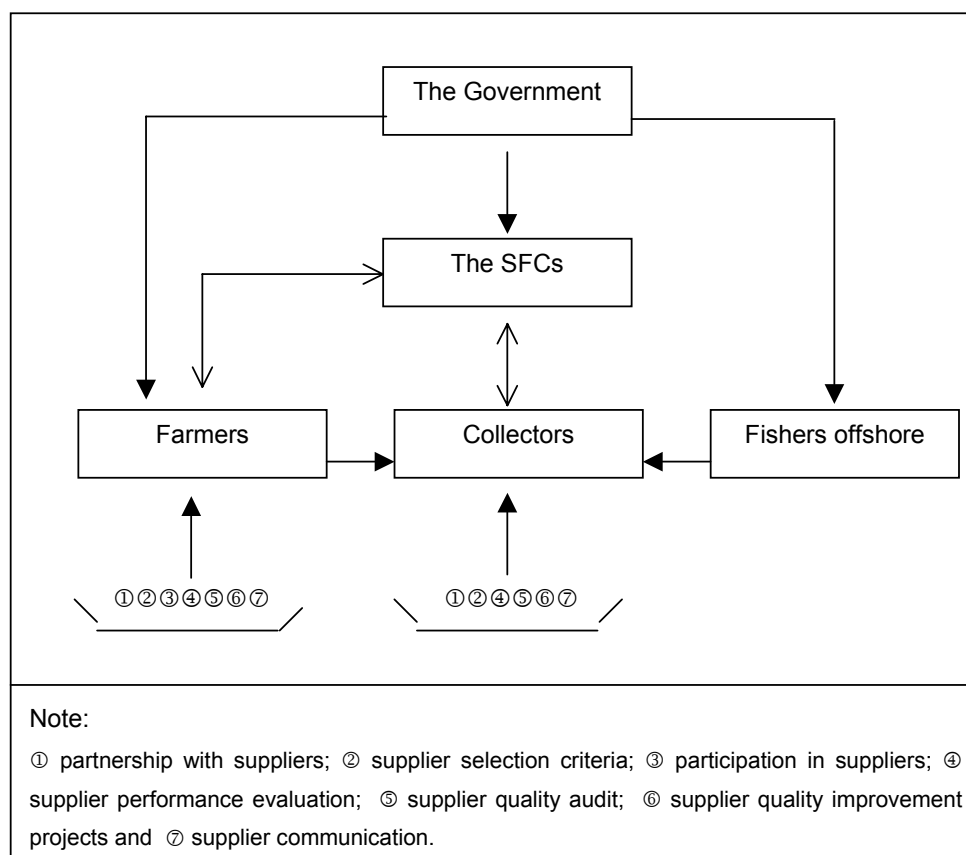 The Government
The SFCs
Farmers
Collectors
Fishers offshore
①②③④⑤⑥⑦
①②④⑤⑥⑦
Note:
① partnership with suppliers; ② supplier selection criteria; ③ participation in suppliers; ④
supplier performance evaluation; ⑤ supplier quality audit; ⑥ supplier quality improvement
projects and ⑦ supplier communication.